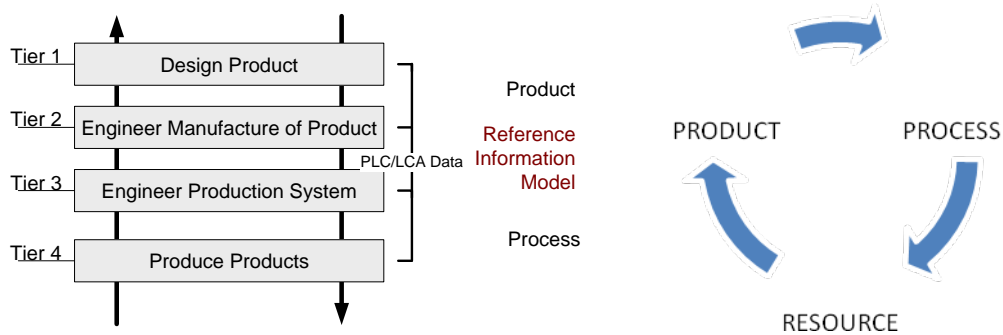 Tier 1
Design Product
Tier 2
Engineer Manufacture of Product
Tier 3
Engineer Production System
Tier 4
Produce Products
PLC/LCA Data
Product
Reference
Information
Model
Process
PRODUCT
PROCESS
RESOURCE